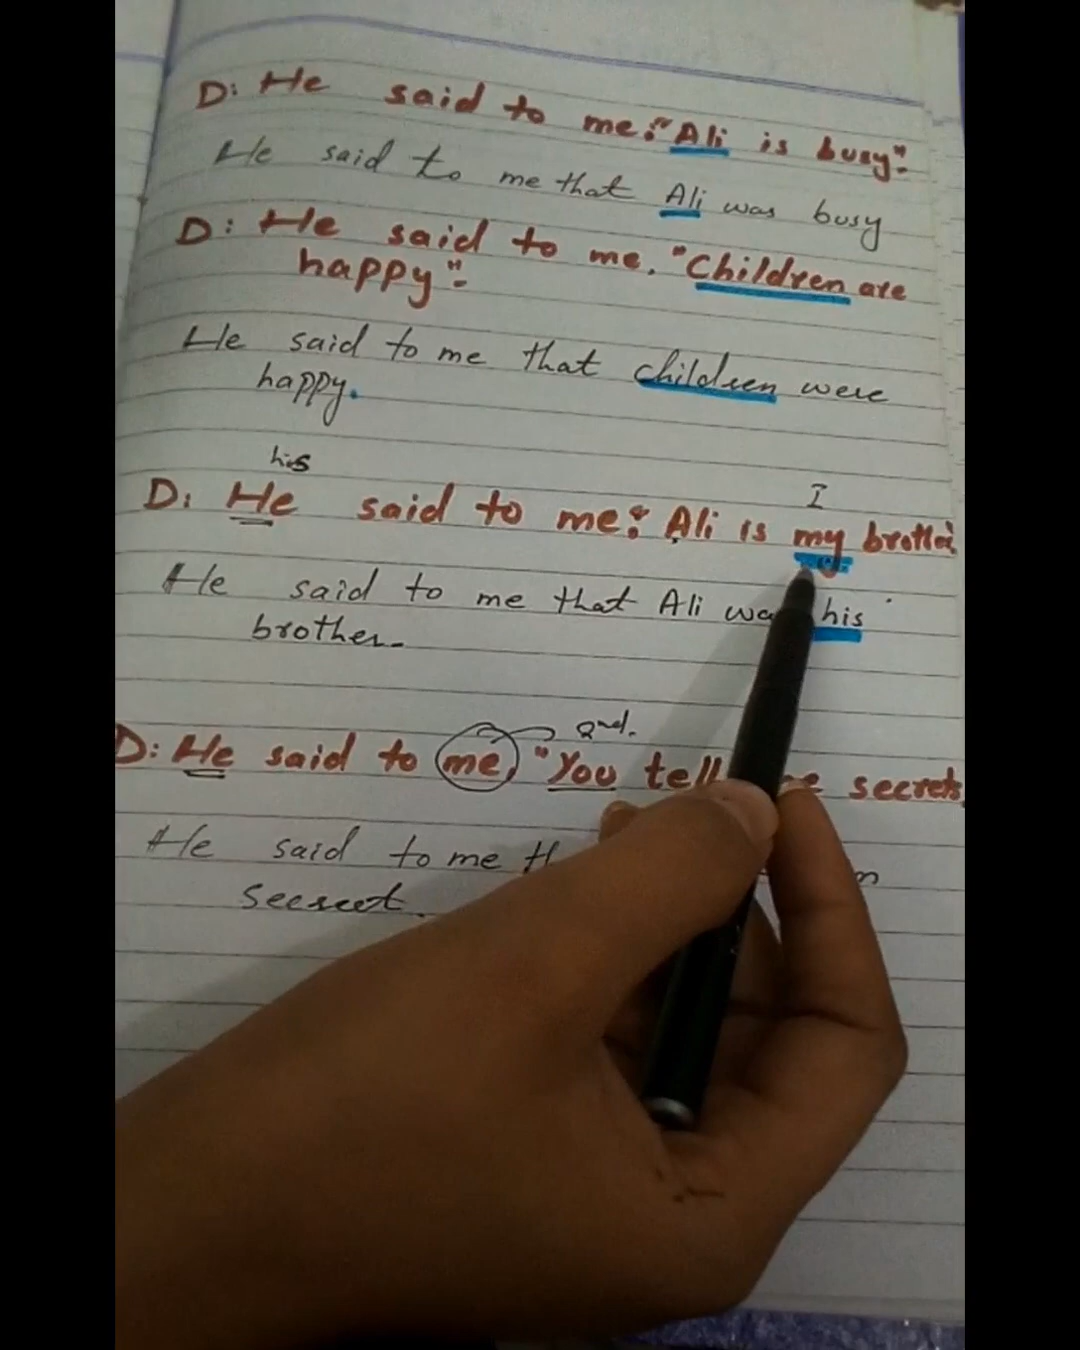 D: He said to me: "Ali is busy".
He said to me that Ali was busy
D: He said to me, "Children are
happy".
He said to me that children were
happy.
his I
D: He said to me: Ali is my brother
He said to me that Ali his
brother.
2nd.
D: He said to me, "You tell secrets
He said to me